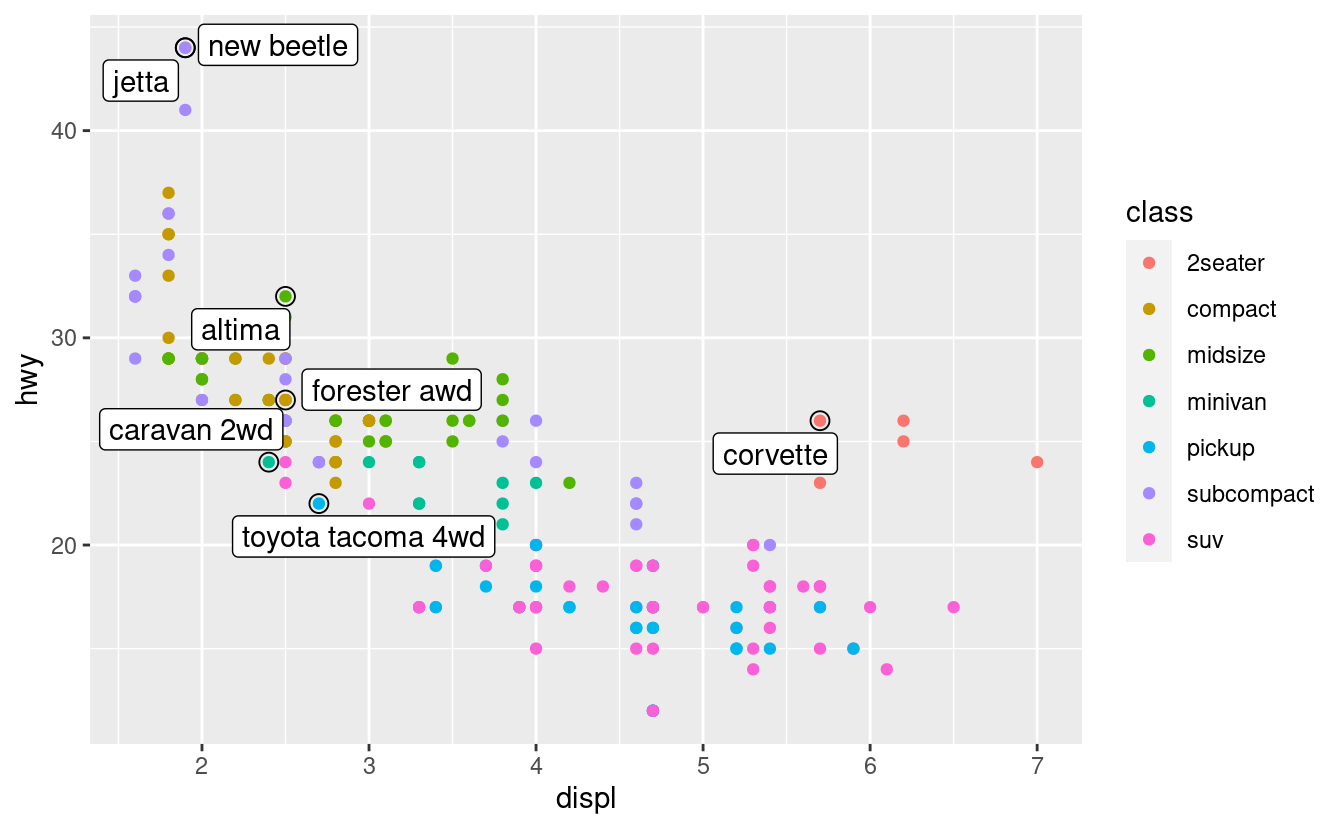 new beetle
jetta
40
30
20
hwy
altima
forester awd
caravan 2wd
corvette
toyota tacoma 4wd
2
3
4
5
6
7
displ
class
2seater
compact
midsize
minivan
pickup
subcompact
suv